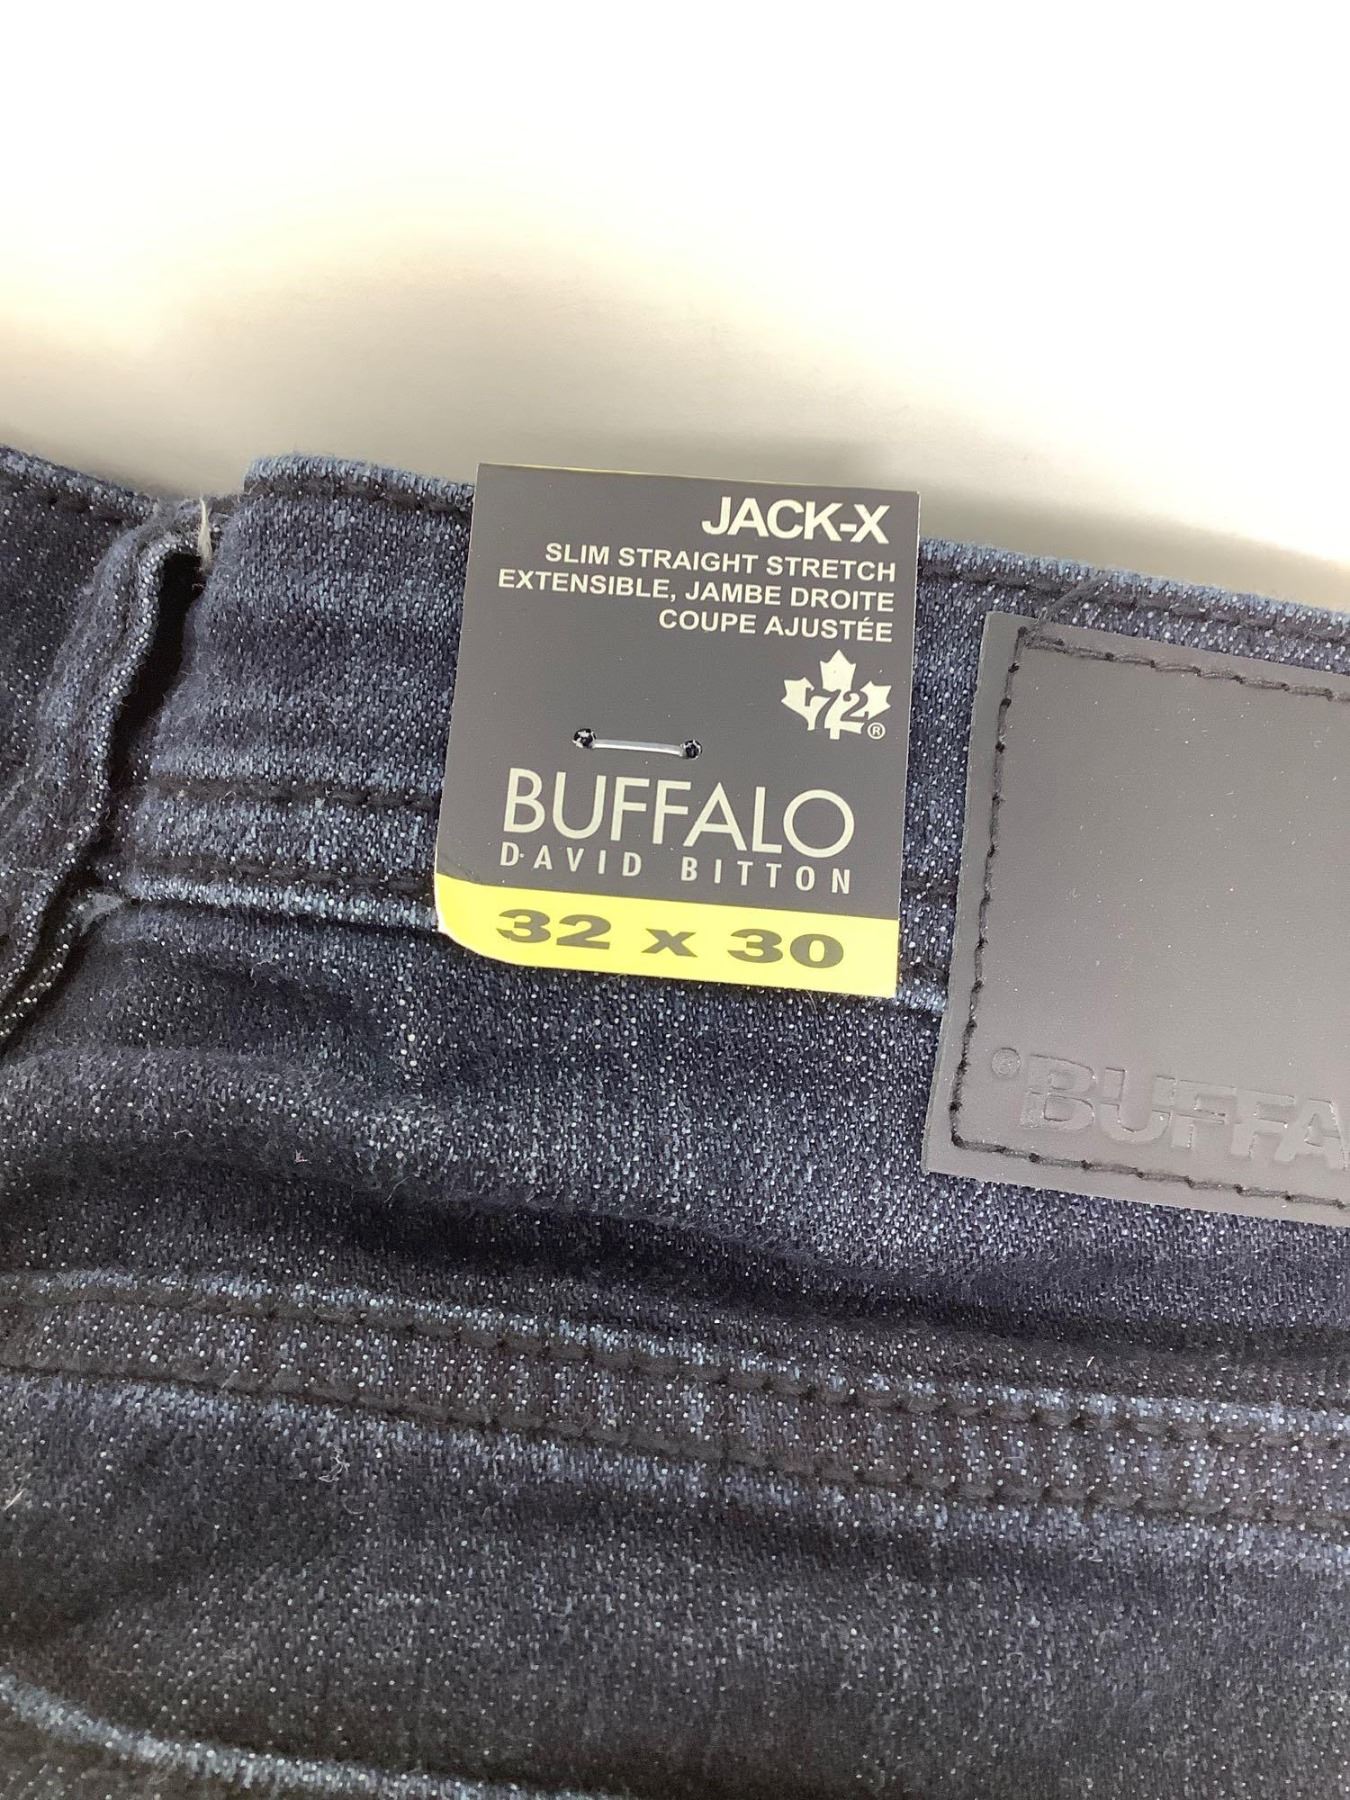 JACK-X
SLIM STRAIGHT STRETCH
EXTENSIBLE, JAMBE DROITE
COUPE AJUSTÉE
72®
BUFFALO
DAVID BITTON
32 x 30
®BUFFA